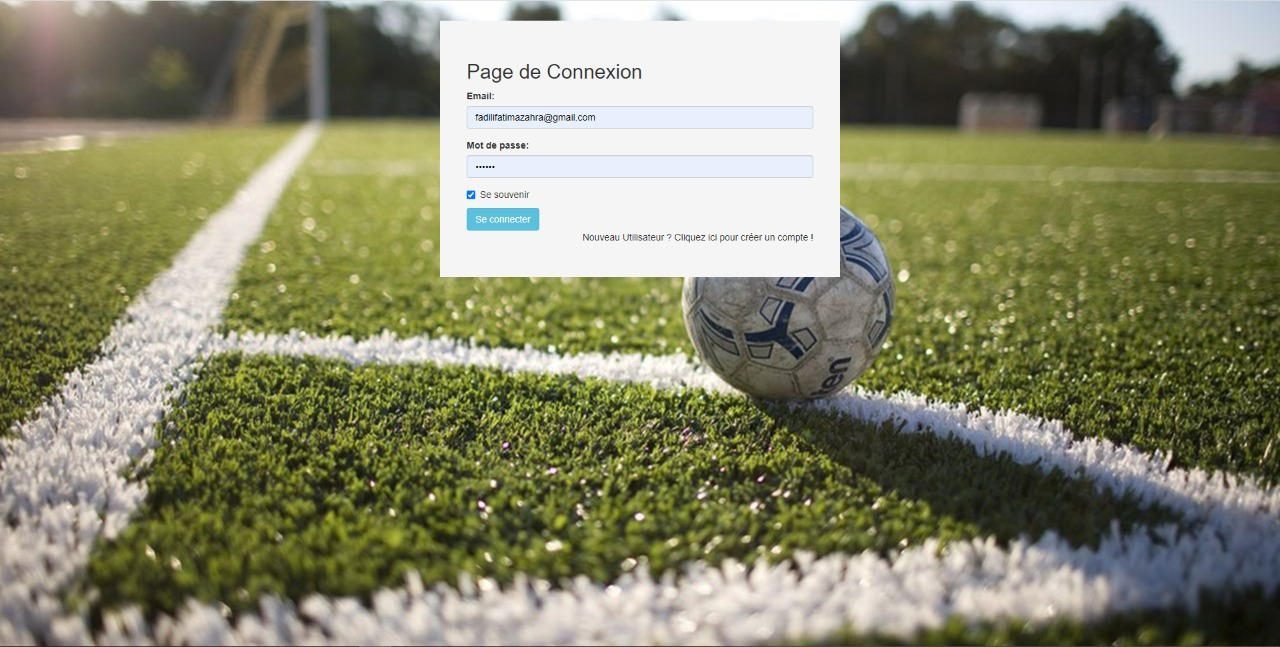 Page de Connexion
Email:
fadilifatimazahra@gmail.com
Mot de passe:
••••••
Se souvenir
Se connecter
Nouveau Utilisateur ? Cliquez ici pour créer un compte !